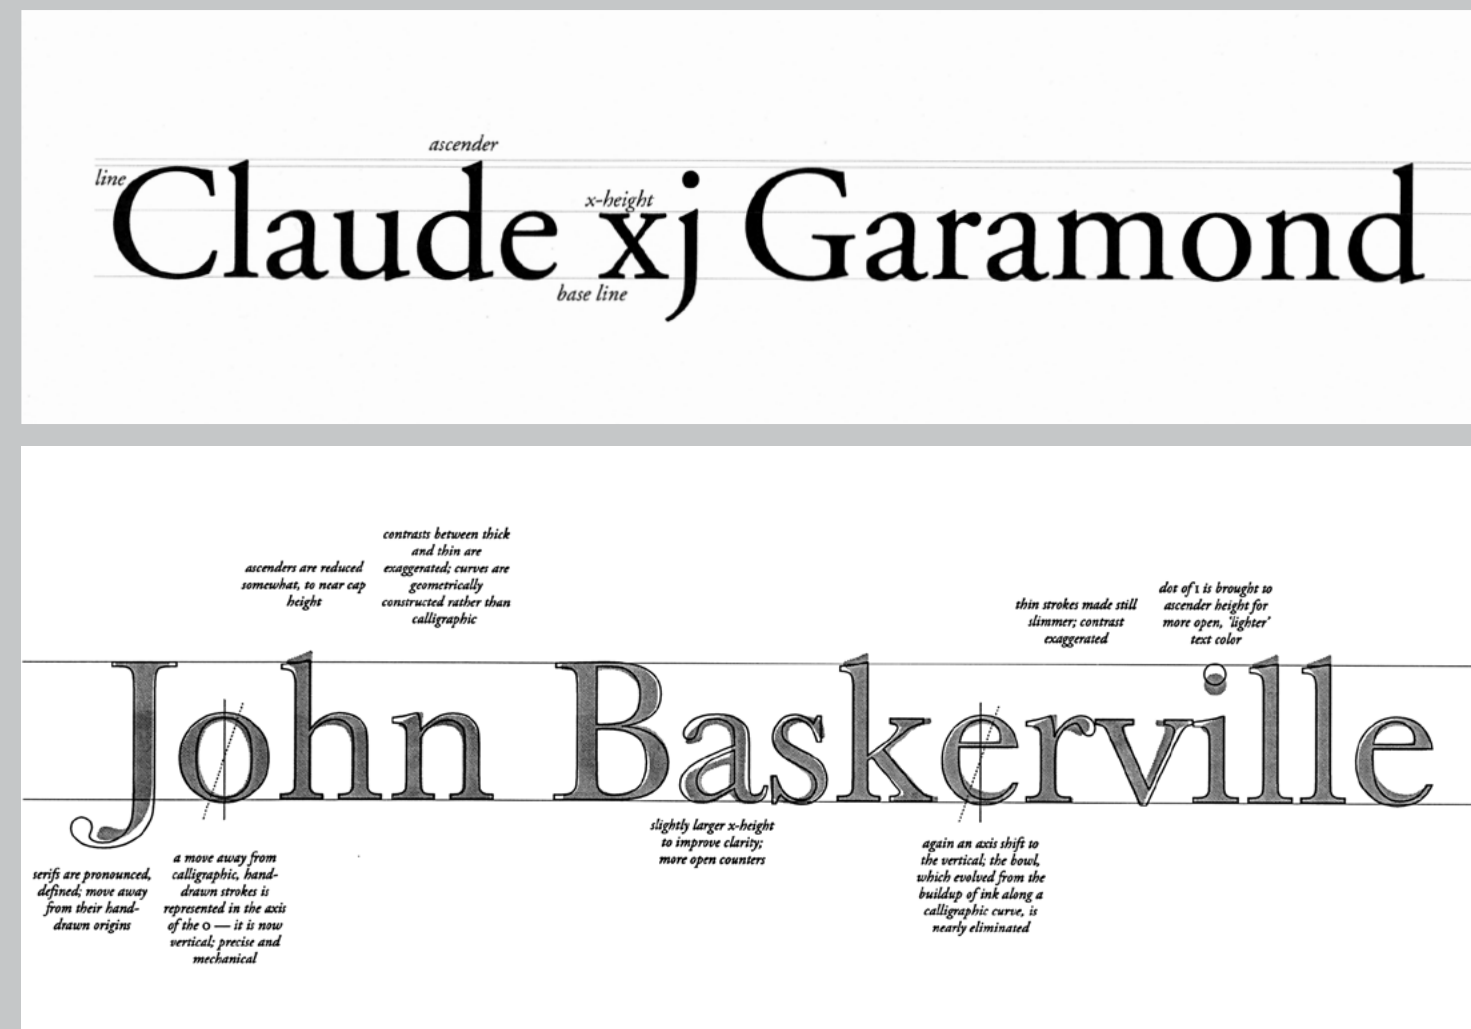 ascender
line
x-height
Claude xj Garamond
base line
contrasts between thick
and thin are
exaggerated; curves are
geometrically
constructed rather than
calligraphic
ascenders are reduced
somewhat, to near cap
height
thin strokes made still
slimmer; contrast
exaggerated
dot of i is brought to
ascender height for
more open, 'lighter'
text color
John Baskerville
serifs are pronounced,
defined; move away
from their hand-
drawn origins
a move away from
calligraphic, hand-
drawn strokes is
represented in the axis
of the o — it is now
vertical; precise and
mechanical
slightly larger x-height
to improve clarity;
more open counters
again an axis shift to
the vertical; the bowl,
which evolved from the
buildup of ink along a
calligraphic curve, is
nearly eliminated